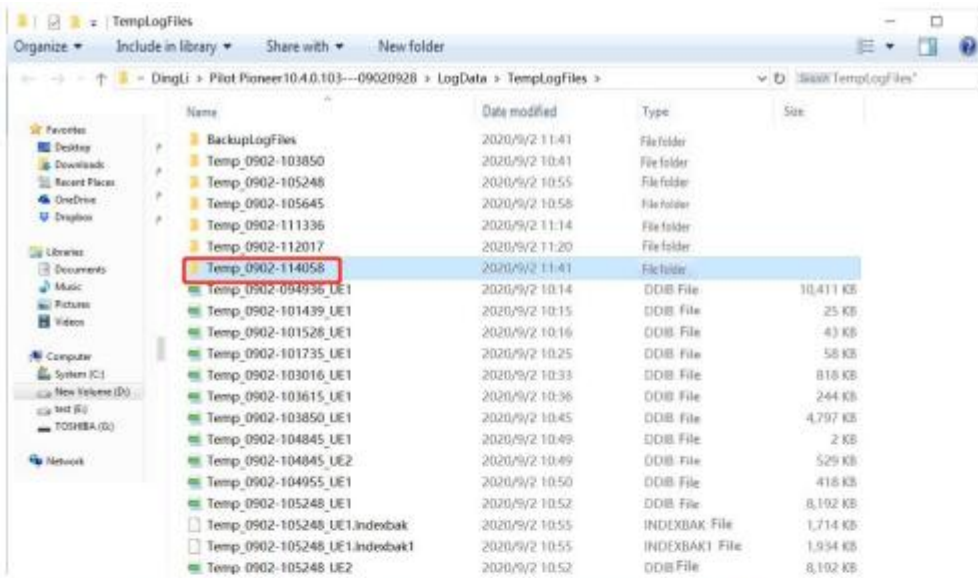 TempLogFiles
Organize Include in library Share with New folder
DingLi > Pilot Pioneer10.4.0.103---09020928 > LogData > TempLogFiles > TempLogFiles"
Name Date modified Type Size
Favorites
Desktop
Downloads
Recent Places
OneDrive
Dropbox
Libraries
Documents
Music
Pictures
Videos
Computer
System (C:)
New Volume (D:)
test (E:)
TOSHIBA (G:)
Network
BackupLogFiles 2020/9/2 11:41 File folder
Temp_0902-103850 2020/9/2 10:41 File folder
Temp_0902-105248 2020/9/2 10:55 File folder
Temp_0902-105645 2020/9/2 10:58 File folder
Temp_0902-111336 2020/9/2 11:14 File folder
Temp_0902-112017 2020/9/2 11:20 File folder
Temp_0902-114058 2020/9/2 11:41 File folder
Temp_0902-094936_UE1 2020/9/2 10:14 DDIB File 10,411 KB
Temp_0902-101439_UE1 2020/9/2 10:15 DDIB File 25 KB
Temp_0902-101528_UE1 2020/9/2 10:16 DDIB File 43 KB
Temp_0902-101735_UE1 2020/9/2 10:25 DDIB File 58 KB
Temp_0902-103016_UE1 2020/9/2 10:33 DDIB File 818 KB
Temp_0902-103615_UE1 2020/9/2 10:36 DDIB File 244 KB
Temp_0902-103850_UE1 2020/9/2 10:45 DDIB File 4,797 KB
Temp_0902-104845_UE1 2020/9/2 10:49 DDIB File 2 KB
Temp_0902-104845_UE2 2020/9/2 10:49 DDIB File 529 KB
Temp_0902-104955_UE1 2020/9/2 10:50 DDIB File 418 KB
Temp_0902-105248_UE1 2020/9/2 10:52 DDIB File 8,192 KB
Temp_0902-105248_UE1.Indexbak 2020/9/2 10:55 INDEXBAK File 1,714 KB
Temp_0902-105248_UE1.Indexbak1 2020/9/2 10:55 INDEXBAK1 File 1,934 KB
Temp_0902-105248_UE2 2020/9/2 10:52 DDIB File 8,192 KB